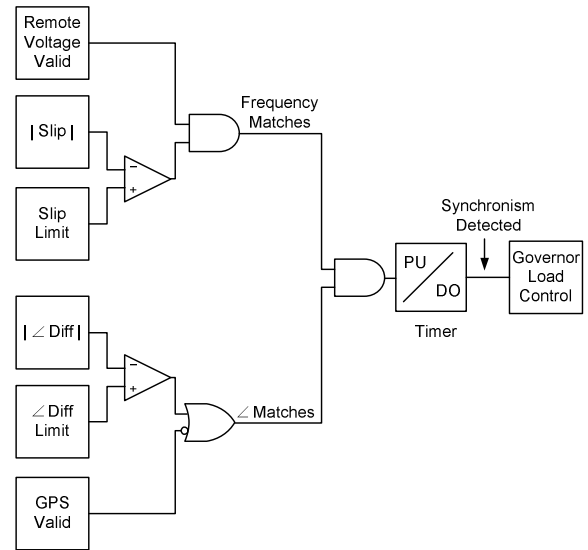 Remote
Voltage
Valid
| Slip |
Slip
Limit
−
+
Frequency
Matches
| ∠ Diff |
∠ Diff
Limit
−
+
∠ Matches
GPS
Valid
PU
DO
Timer
Synchronism
Detected
Governor
Load
Control